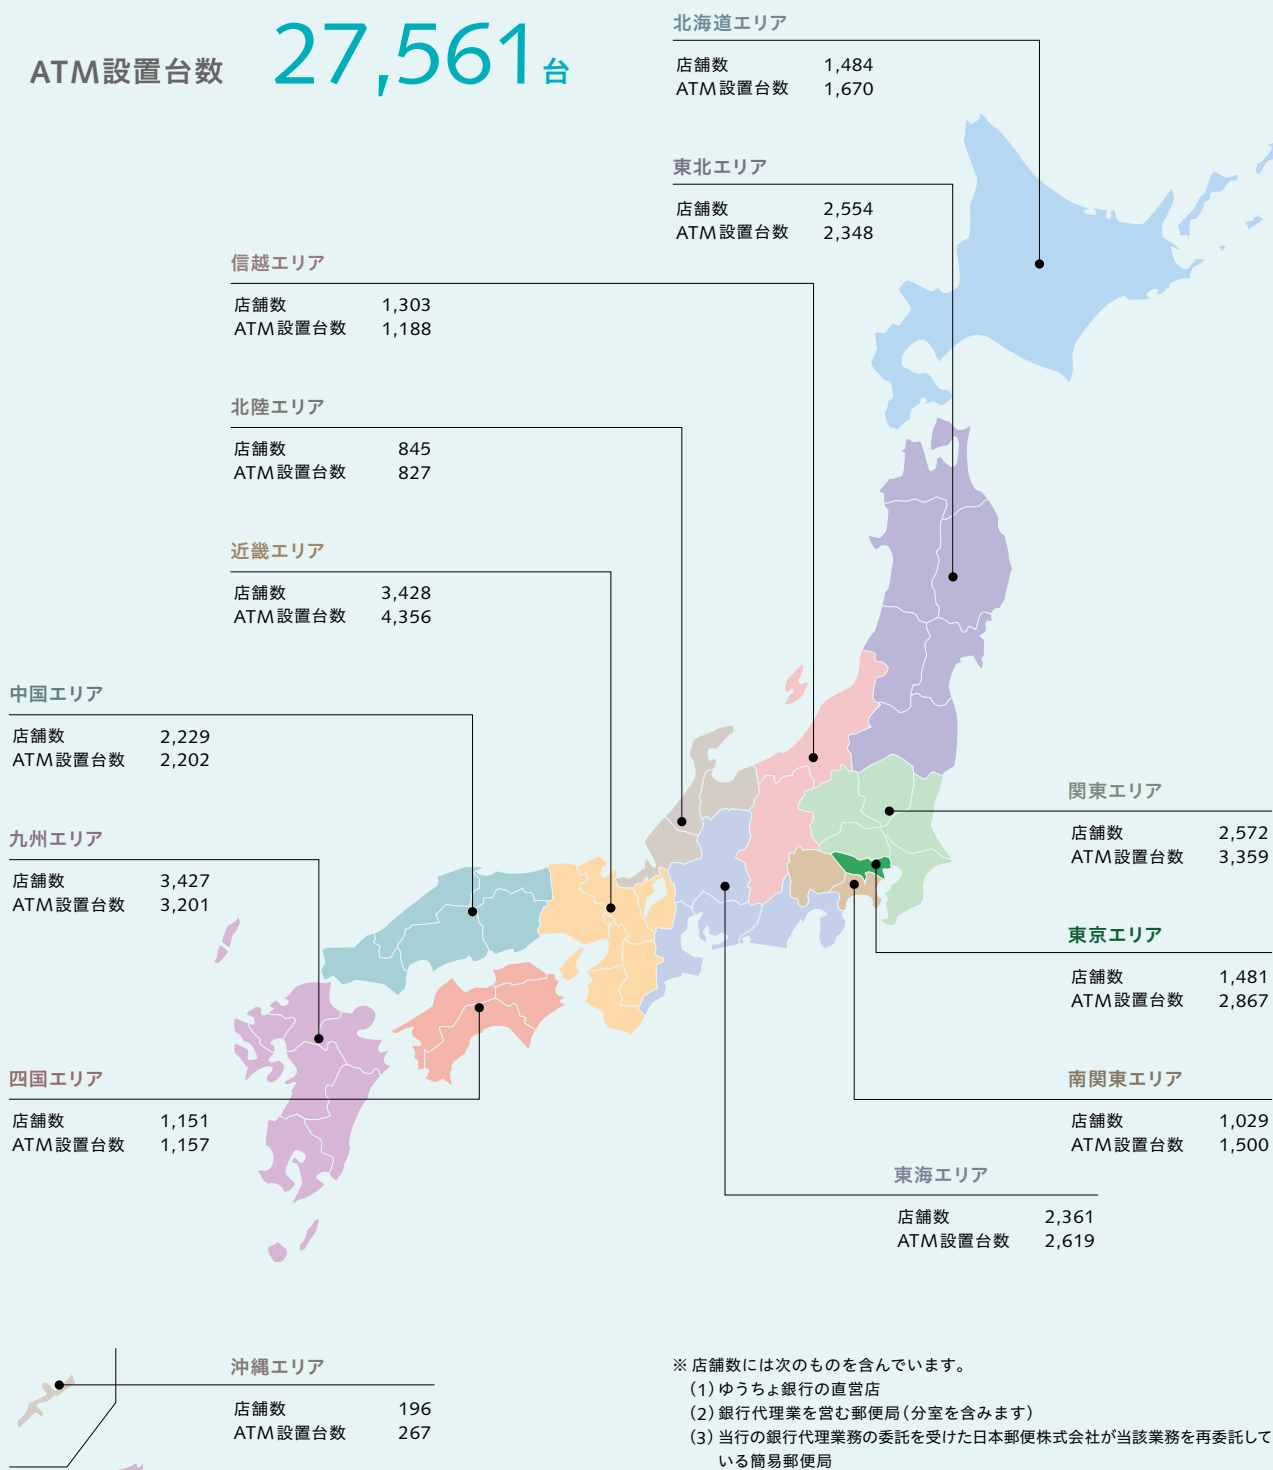 ATM設置台数 27,561台
北海道エリア
店舗数 1,484
ATM設置台数 1,670
東北エリア
店舗数 2,554
ATM設置台数 2,348
信越エリア
店舗数 1,303
ATM設置台数 1,188
北陸エリア
店舗数 845
ATM設置台数 827
近畿エリア
店舗数 3,428
ATM設置台数 4,356
中国エリア
店舗数 2,229
ATM設置台数 2,202
九州エリア
店舗数 3,427
ATM設置台数 3,201
四国エリア
店舗数 1,151
ATM設置台数 1,157
関東エリア
店舗数 2,572
ATM設置台数 3,359
東京エリア
店舗数 1,481
ATM設置台数 2,867
南関東エリア
店舗数 1,029
ATM設置台数 1,500
東海エリア
店舗数 2,361
ATM設置台数 2,619
沖縄エリア
店舗数 196
ATM設置台数 267
※ 店舗数には次のものを含んでいます。
(1)ゆうちょ銀行の直営店
(2)銀行代理業を営む郵便局(分室を含みます)
(3)当行の銀行代理業務の委託を受けた日本郵便株式会社が当該業務を再委託して
いる簡易郵便局